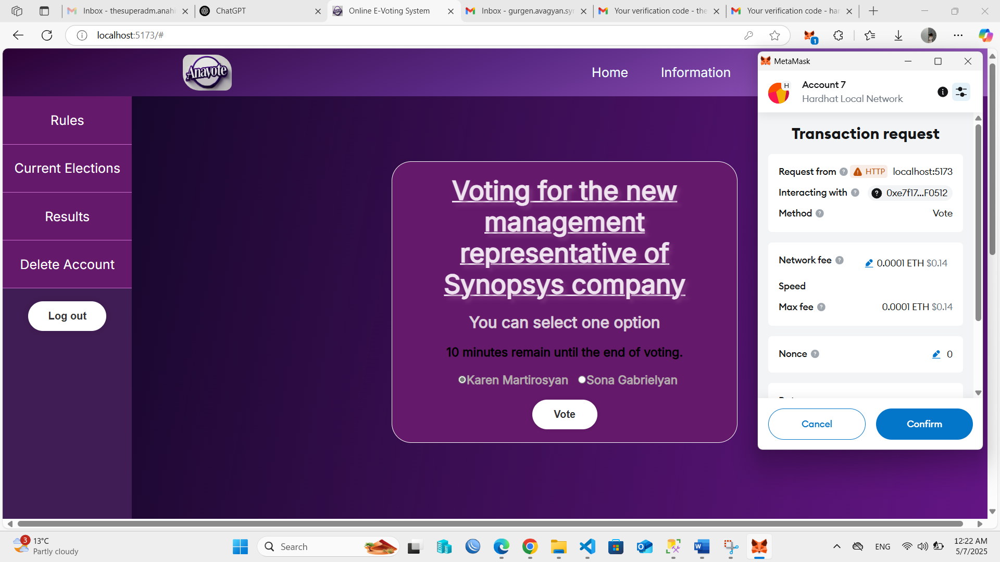 Inbox - thesuperadm.anahi
ChatGPT
Online E-Voting System
Inbox - gurgen.avagyan.syr
Your verification code - the
Your verification code - har
localhost:5173/#
1
Anavote
Home
Information
Rules
Current Elections
Results
Delete Account
Log out
Voting for the new
management
representative of
Synopsys company
You can select one option
10 minutes remain until the end of voting.
Karen Martirosyan
Sona Gabrielyan
Vote
MetaMask
H
Account 7
Hardhat Local Network
Transaction request
Request from
HTTP
localhost:5173
Interacting with
0xe7f17...F0512
Method
Vote
Network fee
0.0001 ETH $0.14
Speed
Max fee
0.0001 ETH $0.14
Nonce
0
Cancel
Confirm
3
13°C
Partly cloudy
Search
ENG
12:22 AM
5/7/2025